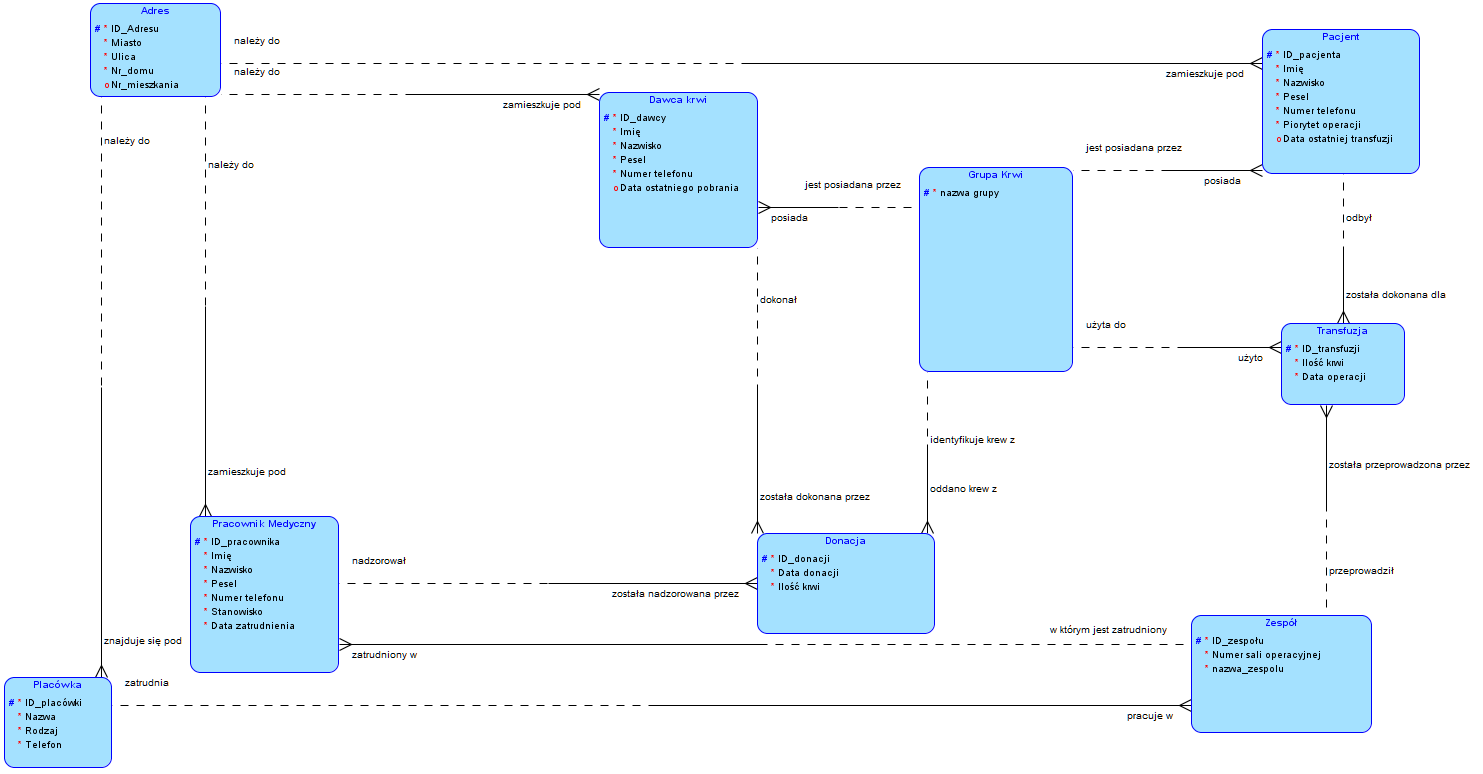 Adres
# * ID_Adresu
* Miasto
* Ulica
* Nr_domu
o Nr_mieszkania
należy do
należy do
zamieszkuje pod
zamieszkuje pod
Pacjent
# * ID_pacjenta
* Imię
* Nazwisko
* Pesel
* Numer telefonu
* Piorytet operacji
o Data ostatniej transfuzji
Dawca krwi
# * ID_dawcy
* Imię
* Nazwisko
* Pesel
* Numer telefonu
o Data ostatniego pobrania
należy do
należy do
jest posiadana przez
posiada
jest posiadana przez
posiada
Grupa Krwi
# * nazwa grupy
odbył
została dokonana dla
dokonał
użyta do
użyto
Transfuzja
# * ID_transfuzji
* Ilość krwi
* Data operacji
identyfikuje krew z
oddano krew z
została przeprowadzona przez
przeprowadził
zamieszkuje pod
została dokonana przez
Pracownik Medyczny
# * ID_pracownika
* Imię
* Nazwisko
* Pesel
* Numer telefonu
* Stanowisko
* Data zatrudnienia
nadzorował
została nadzorowana przez
Donacja
# * ID_donacji
* Data donacji
* Ilość krwi
w którym jest zatrudniony
zatrudniony w
Zespół
# * ID_zespołu
* Numer sali operacyjnej
* nazwa_zespolu
znajduje się pod
zatrudnia
pracuje w
Placówka
# * ID_placówki
* Nazwa
* Rodzaj
* Telefon